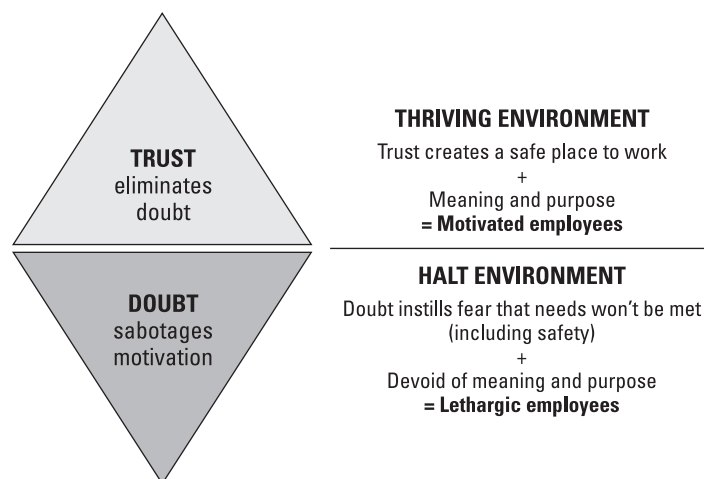 TRUST
eliminates
doubt
THRIVING ENVIRONMENT
Trust creates a safe place to work
+
Meaning and purpose
= Motivated employees
DOUBT
sabotages
motivation
HALT ENVIRONMENT
Doubt instills fear that needs won’t be met
(including safety)
+
Devoid of meaning and purpose
= Lethargic employees